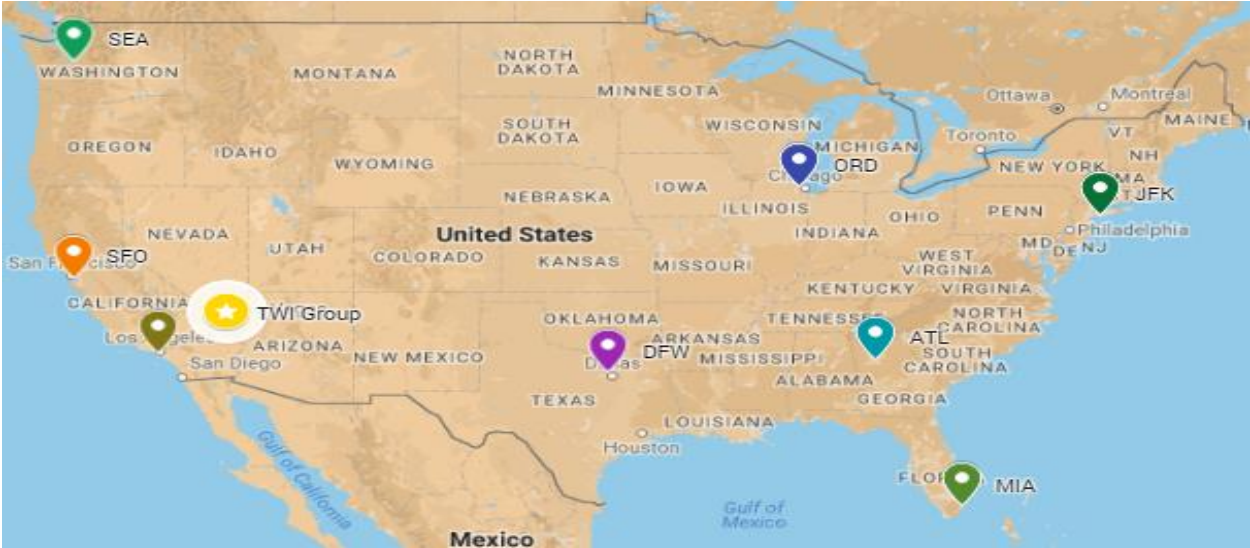 SEA
WASHINGTON
MONTANA
NORTH
DAKOTA
MINNESOTA
Ottawa
Montreal
MAINE
VT
OREGON
IDAHO
SOUTH
DAKOTA
WISCONSIN
MICHIGAN
Toronto
NH
WYOMING
ORD
NEW YORK
MA
JFK
NEBRASKA
IOWA
ILLINOIS
OHIO
PENN
Philadelphia
NEVADA
United States
INDIANA
MD
DE
NJ
SFO
UTAH
COLORADO
KANSAS
MISSOURI
WEST
VIRGINIA
CALIFORNIA
KENTUCKY
VIRGINIA
TWI Group
OKLAHOMA
TENNESSEE
NORTH
CAROLINA
ARIZONA
NEW MEXICO
DFW
ARKANSAS
MISSISSIPPI
ATL
SOUTH
CAROLINA
San Diego
ALABAMA
GEORGIA
TEXAS
LOUISIANA
Houston
Gulf of California
MIA
Gulf of
Mexico
Mexico